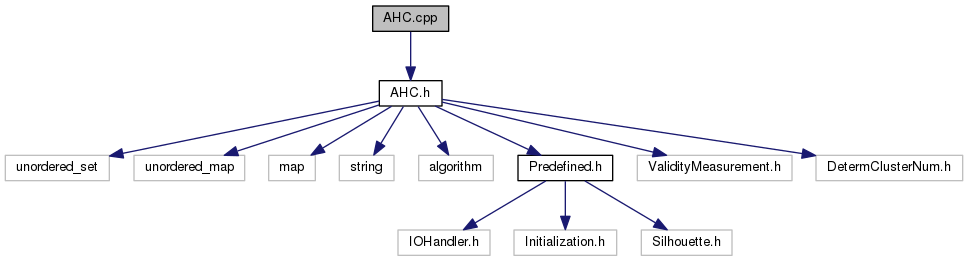 AHC.cpp
AHC.h
unordered_set
unordered_map
map
string
algorithm
Predefined.h
ValidityMeasurement.h
DetermClusterNum.h
IOHandler.h
Initialization.h
Silhouette.h